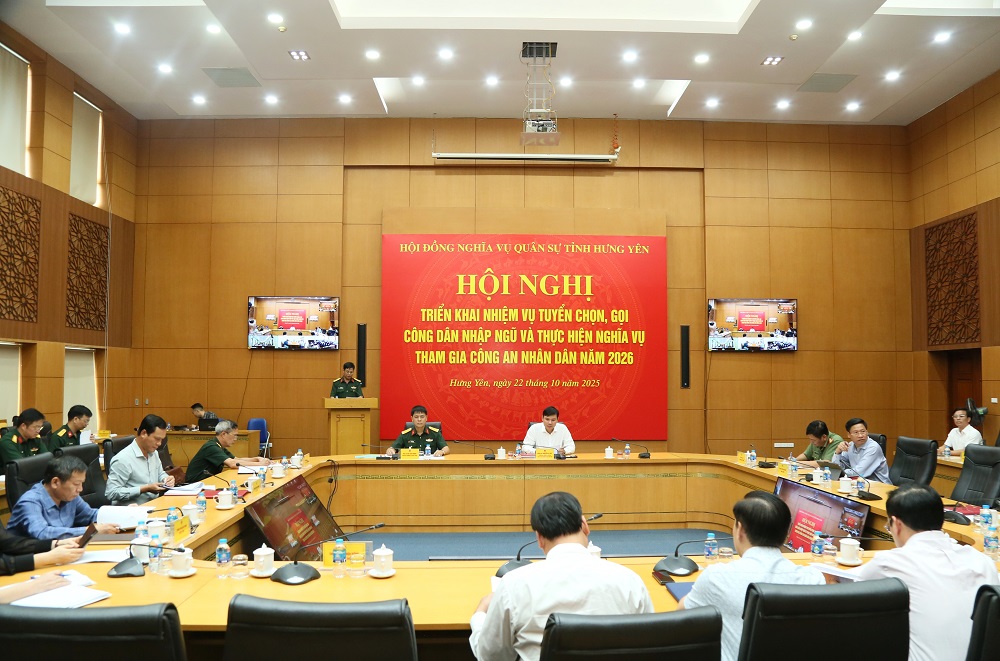 HỘI ĐỒNG NGHĨA VỤ QUÂN SỰ TỈNH HƯNG YÊN
HỘI NGHỊ
TRIỂN KHAI NHIỆM VỤ TUYỂN CHỌN, GỌI
CÔNG DÂN NHẬP NGŨ VÀ THỰC HIỆN NGHĨA VỤ
THAM GIA CÔNG AN NHÂN DÂN NĂM 2026
Hưng Yên, ngày 22 tháng 10 năm 2025